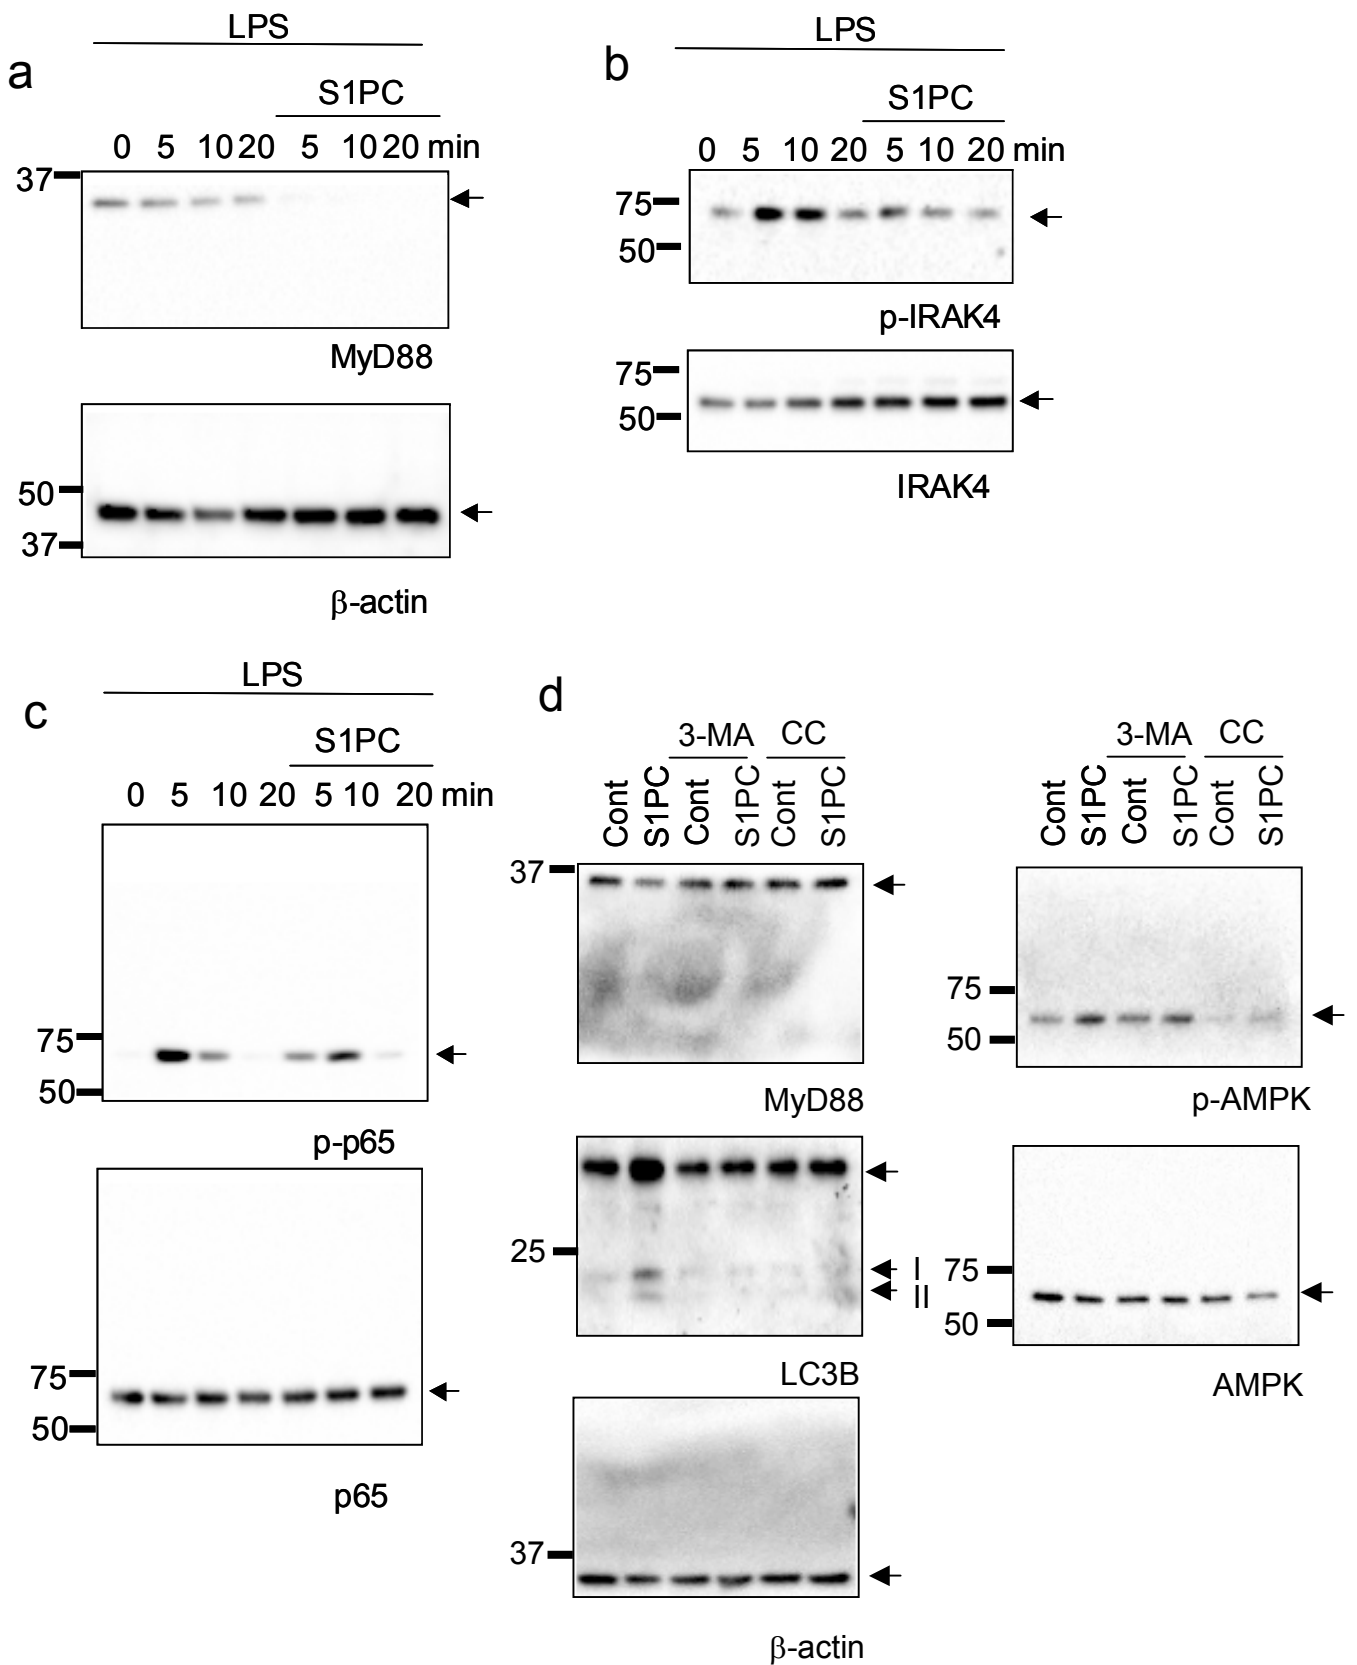 a
LPS
S1PC
0 5 10 20 5 10 20 min
37
MyD88
50
37
β-actin
b
LPS
S1PC
0 5 10 20 5 10 20 min
75
50
p-IRAK4
75
50
IRAK4
c
LPS
S1PC
0 5 10 20 5 10 20 min
75
50
p-p65
75
50
p65
d
3-MA CC
Cont S1PC Cont S1PC Cont S1PC
37
MyD88
25
I
II
LC3B
37
β-actin
3-MA CC
Cont S1PC Cont S1PC Cont S1PC
75
50
p-AMPK
75
50
AMPK